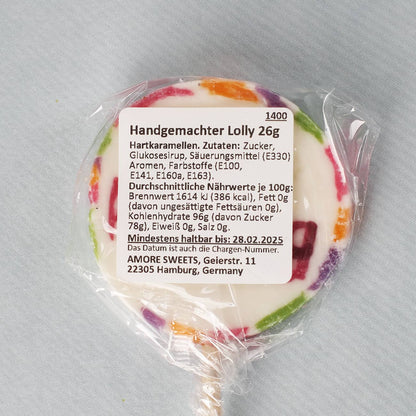 1400
Handgemachter Lolly 26g
Hartkaramellen. Zutaten: Zucker,
Glukosesirup, Säuerungsmittel (E330)
Aromen, Farbstoffe (E100,
E141, E160a, E163).
Durchschnittliche Nährwerte je 100g:
Brennwert 1614 kJ (386 kcal), Fett 0g
(davon ungesättigte Fettsäuren 0g),
Kohlenhydrate 96g (davon Zucker
78g), Eiweiß 0g, Salz 0g.
Mindestens haltbar bis: 28.02.2025
Das Datum ist auch die Chargen-Nummer.
AMORE SWEETS, Geierstr. 11
22305 Hamburg, Germany